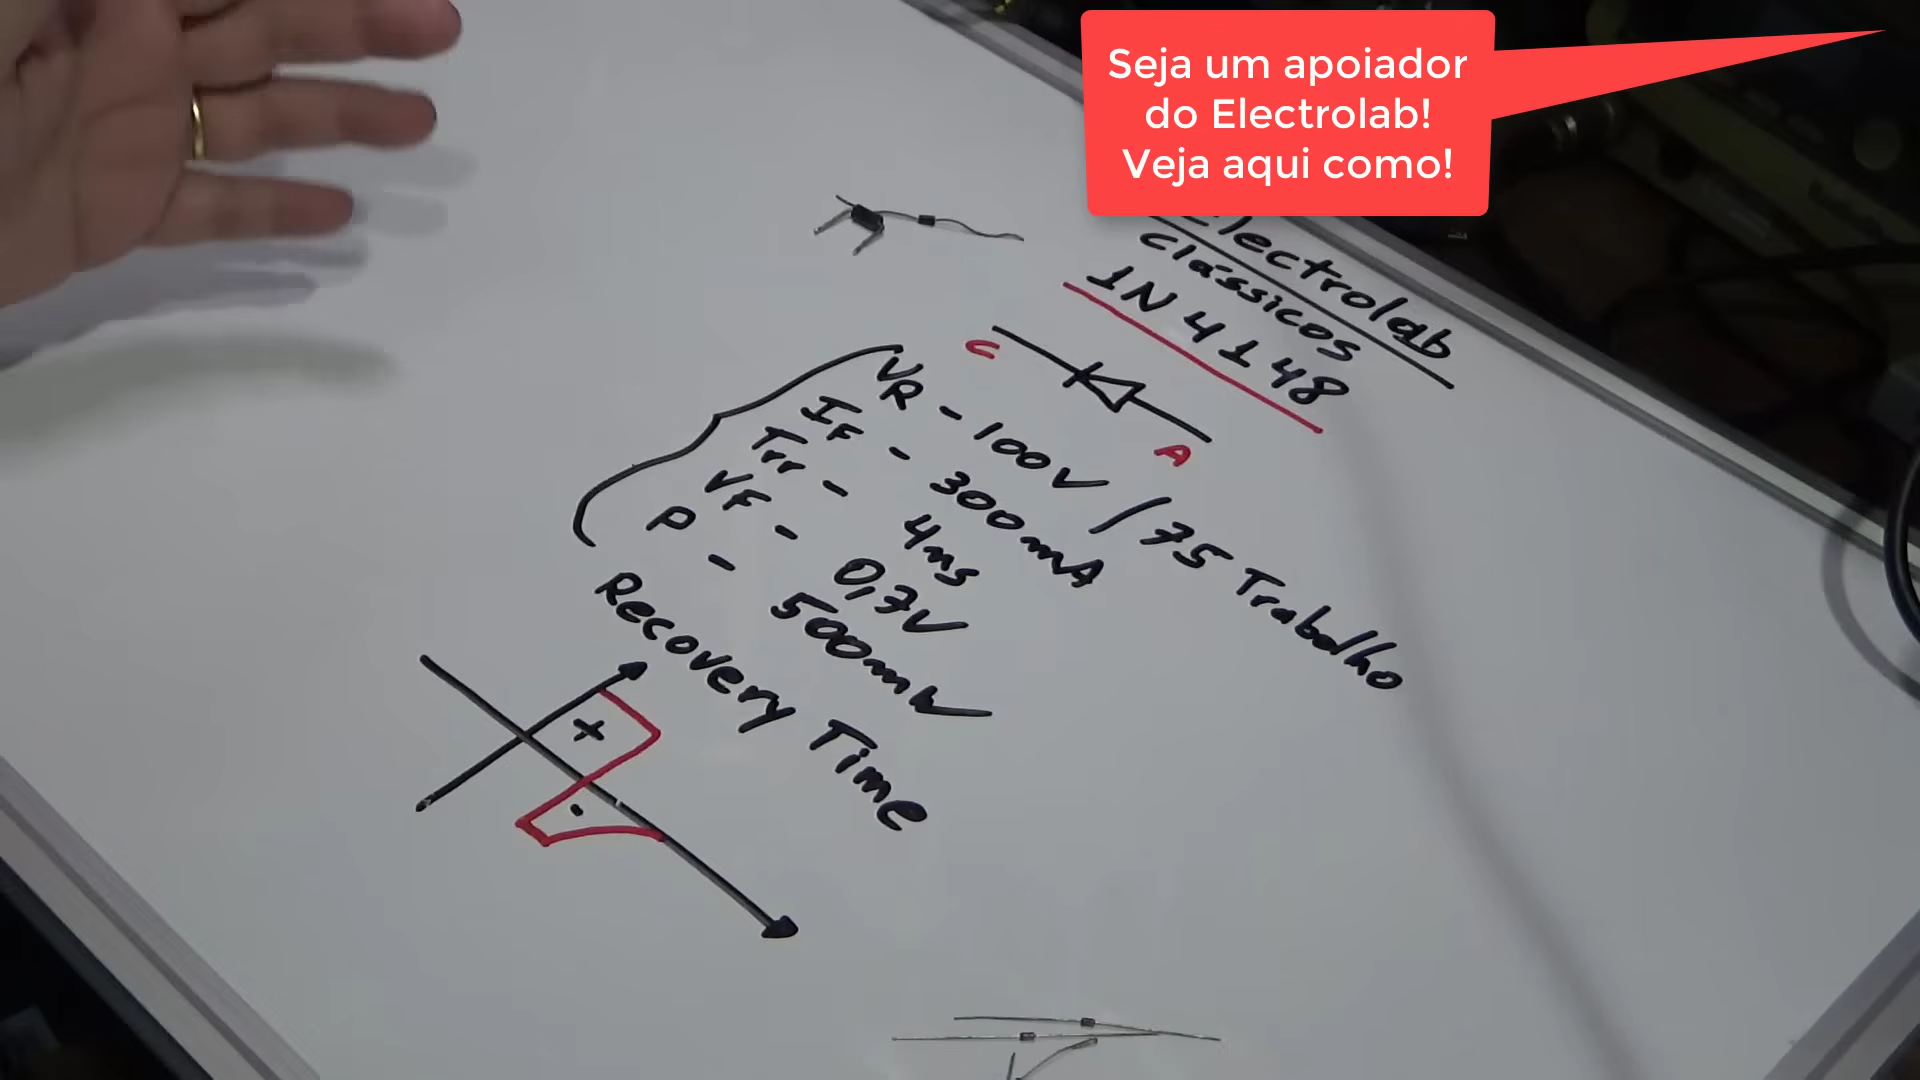 Seja um apoiador
do Electrolab!
Veja aqui como!
Electrolab
clássicos
1N4148
C
A
VR - 100V / 75 Trabalho
IF - 300mA
Trr - 4ns
VF - 0,7V
P - 500mW
Recovery Time
+
-